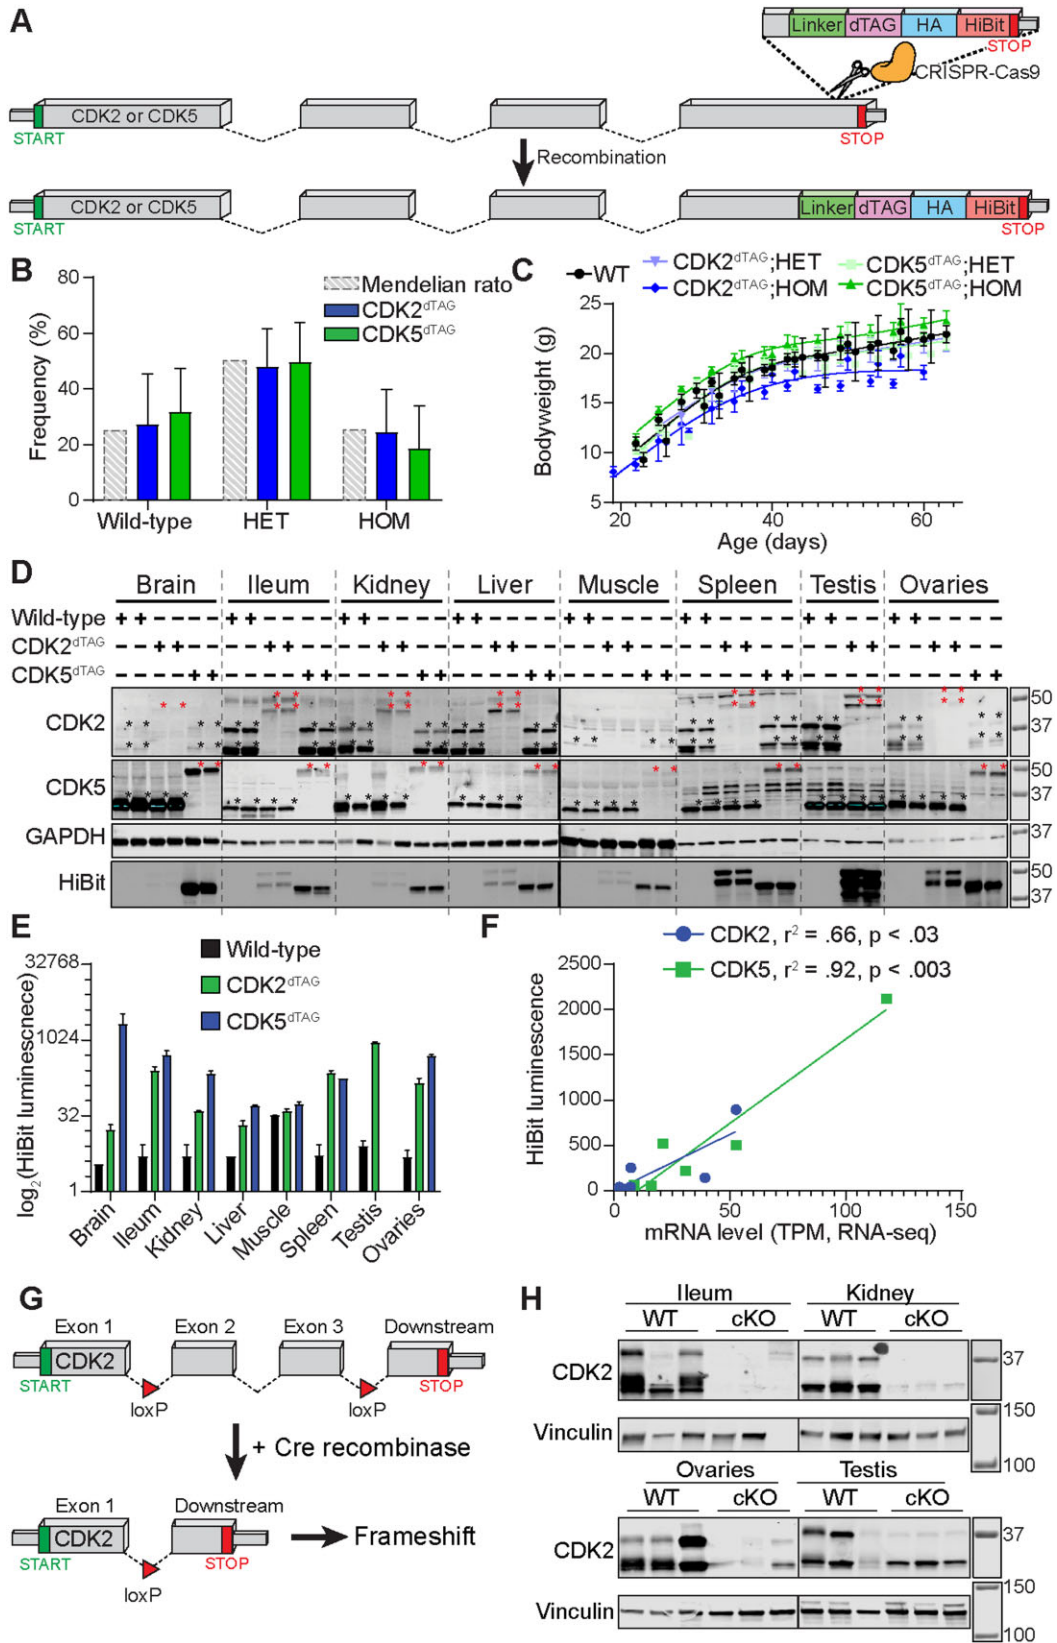 A
Linker dTAG HA HiBit
STOP
CRISPR-Cas9
CDK2 or CDK5
START
STOP
Recombination
CDK2 or CDK5
Linker dTAG HA HiBit
START
STOP
B
80
60
40
20
0
Frequency (%)
Mendelian rato
CDK2dTAG
CDK5dTAG
Wild-type HET HOM
C
WT
CDK2dTAG;HET
CDK5dTAG;HET
CDK2dTAG;HOM
CDK5dTAG;HOM
25
20
15
10
5
Bodyweight (g)
20 40 60
Age (days)
D
Brain Ileum Kidney Liver Muscle Spleen Testis Ovaries
Wild-type + + − − − − + + − − − − + + − − − − + + − − − − + + − − − − + + − − − − + + − − + + − − − −
CDK2dTAG − − + + − − − − + + − − − − + + − − − − + + − − − − + + − − − − + + − − − − + + − − + + − −
CDK5dTAG − − − − + + − − − − + + − − − − + + − − − − + + − − − − + + − − − − + + − − − − − − − − + +
CDK2
50
37
CDK5
50
37
GAPDH
37
HiBit
50
37
E
Wild-type
CDK2dTAG
CDK5dTAG
32768
1024
32
1
log2(HiBit luminescnece)
Brain Ileum Kidney Liver Muscle Spleen Testis Ovaries
F
CDK2, r2 = .66, p < .03
CDK5, r2 = .92, p < .003
2500
2000
1500
1000
500
0
HiBit luminescence
0 50 100 150
mRNA level (TPM, RNA-seq)
G
Exon 1 Exon 2 Exon 3 Downstream
CDK2
START
STOP
loxP loxP
+ Cre recombinase
Exon 1 Downstream
CDK2
START
STOP
Frameshift
loxP
H
Ileum Kidney
WT cKO WT cKO
CDK2
37
Vinculin
150
100
Ovaries Testis
WT cKO WT cKO
CDK2
37
Vinculin
150
100